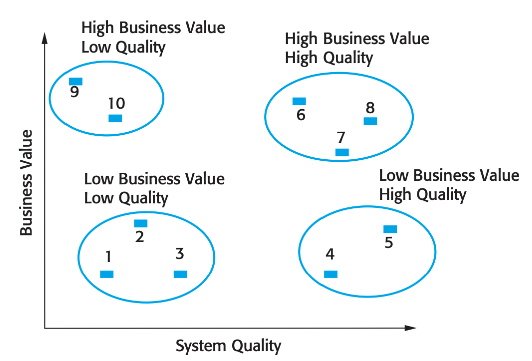 High Business Value
Low Quality
High Business Value
High Quality
9
10
6
8
7
Low Business Value
Low Quality
Low Business Value
High Quality
2
1
3
4
5
Business Value
System Quality